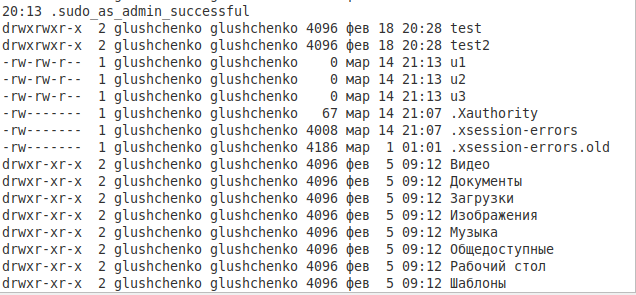 20:13 .sudo_as_admin_successful
drwxrwxr-x  2 glushchenko glushchenko 4096 фев 18 20:28 test
drwxrwxr-x  2 glushchenko glushchenko 4096 фев 18 20:28 test2
-rw-rw-r--  1 glushchenko glushchenko    0 мар 14 21:13 u1
-rw-rw-r--  1 glushchenko glushchenko    0 мар 14 21:13 u2
-rw-rw-r--  1 glushchenko glushchenko    0 мар 14 21:13 u3
-rw-------  1 glushchenko glushchenko   67 мар 14 21:07 .Xauthority
-rw-------  1 glushchenko glushchenko 4008 мар 14 21:07 .xsession-errors
-rw-------  1 glushchenko glushchenko 4186 мар  1 01:01 .xsession-errors.old
drwxr-xr-x  2 glushchenko glushchenko 4096 фев  5 09:12 Видео
drwxr-xr-x  2 glushchenko glushchenko 4096 фев  5 09:12 Документы
drwxr-xr-x  2 glushchenko glushchenko 4096 фев  5 09:12 Загрузки
drwxr-xr-x  2 glushchenko glushchenko 4096 фев  5 09:12 Изображения
drwxr-xr-x  2 glushchenko glushchenko 4096 фев  5 09:12 Музыка
drwxr-xr-x  2 glushchenko glushchenko 4096 фев  5 09:12 Общедоступные
drwxr-xr-x  2 glushchenko glushchenko 4096 фев  5 09:12 Рабочий стол
drwxr-xr-x  2 glushchenko glushchenko 4096 фев  5 09:12 Шаблоны